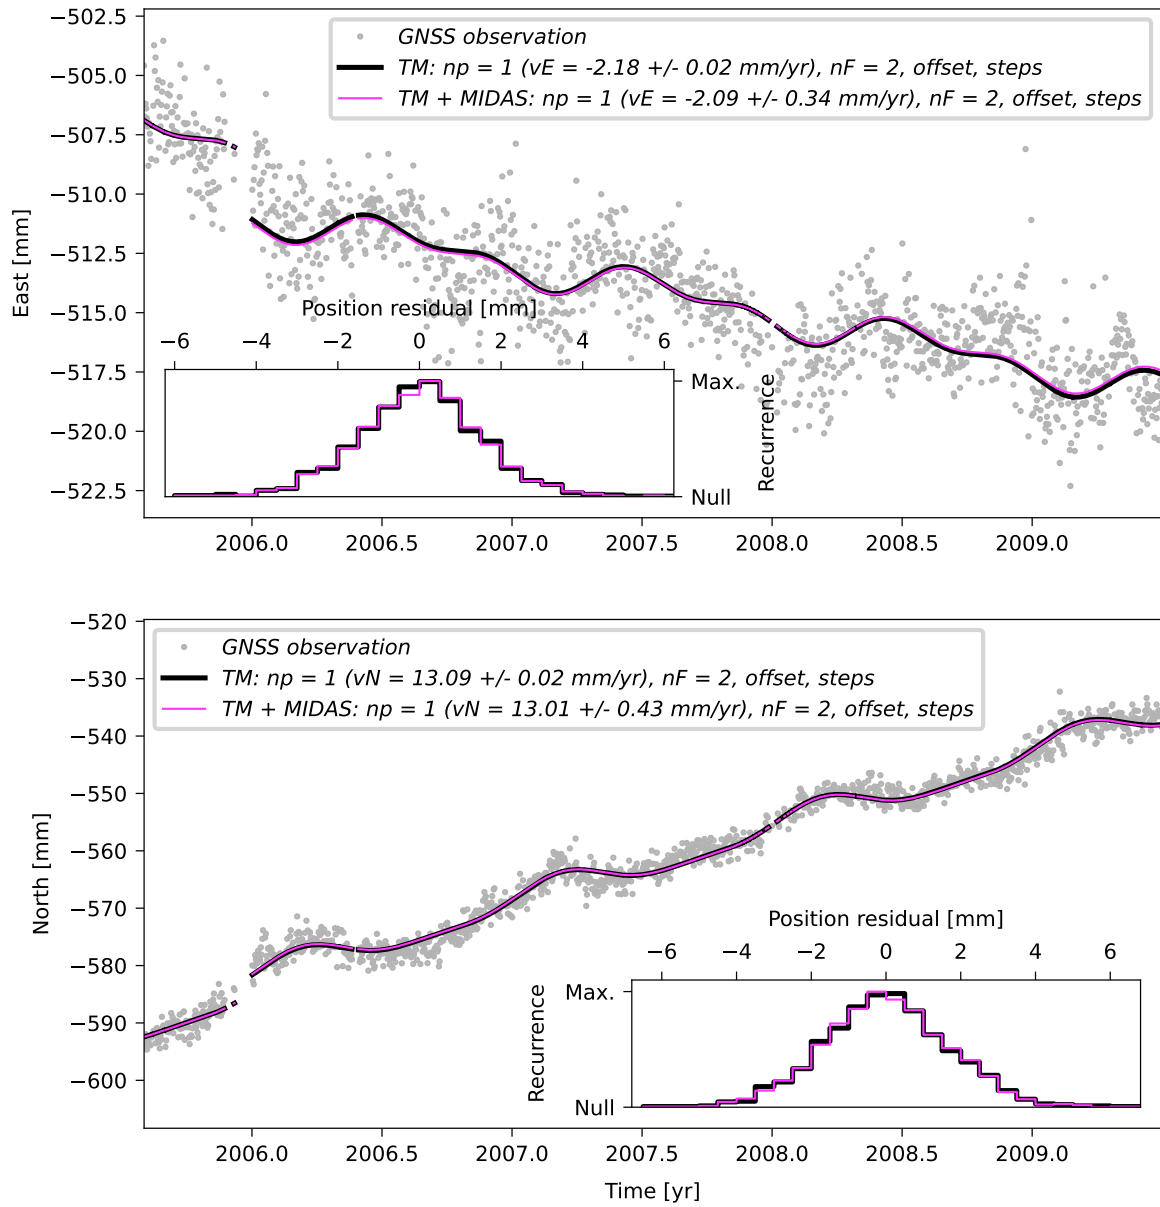 −502.5
−505.0
−507.5
−510.0
−512.5
−515.0
−517.5
−520.0
−522.5
East [mm]
GNSS observation
TM: np = 1 (vE = -2.18 +/- 0.02 mm/yr), nF = 2, offset, steps
TM + MIDAS: np = 1 (vE = -2.09 +/- 0.34 mm/yr), nF = 2, offset, steps
Position residual [mm]
−6 −4 −2 0 2 4 6
Max.
Null
Recurrence
2006.0 2006.5 2007.0 2007.5 2008.0 2008.5 2009.0
−520
−530
−540
−550
−560
−570
−580
−590
−600
North [mm]
GNSS observation
TM: np = 1 (vN = 13.09 +/- 0.02 mm/yr), nF = 2, offset, steps
TM + MIDAS: np = 1 (vN = 13.01 +/- 0.43 mm/yr), nF = 2, offset, steps
Position residual [mm]
−6 −4 −2 0 2 4 6
Max.
Null
Recurrence
2006.0 2006.5 2007.0 2007.5 2008.0 2008.5 2009.0
Time [yr]